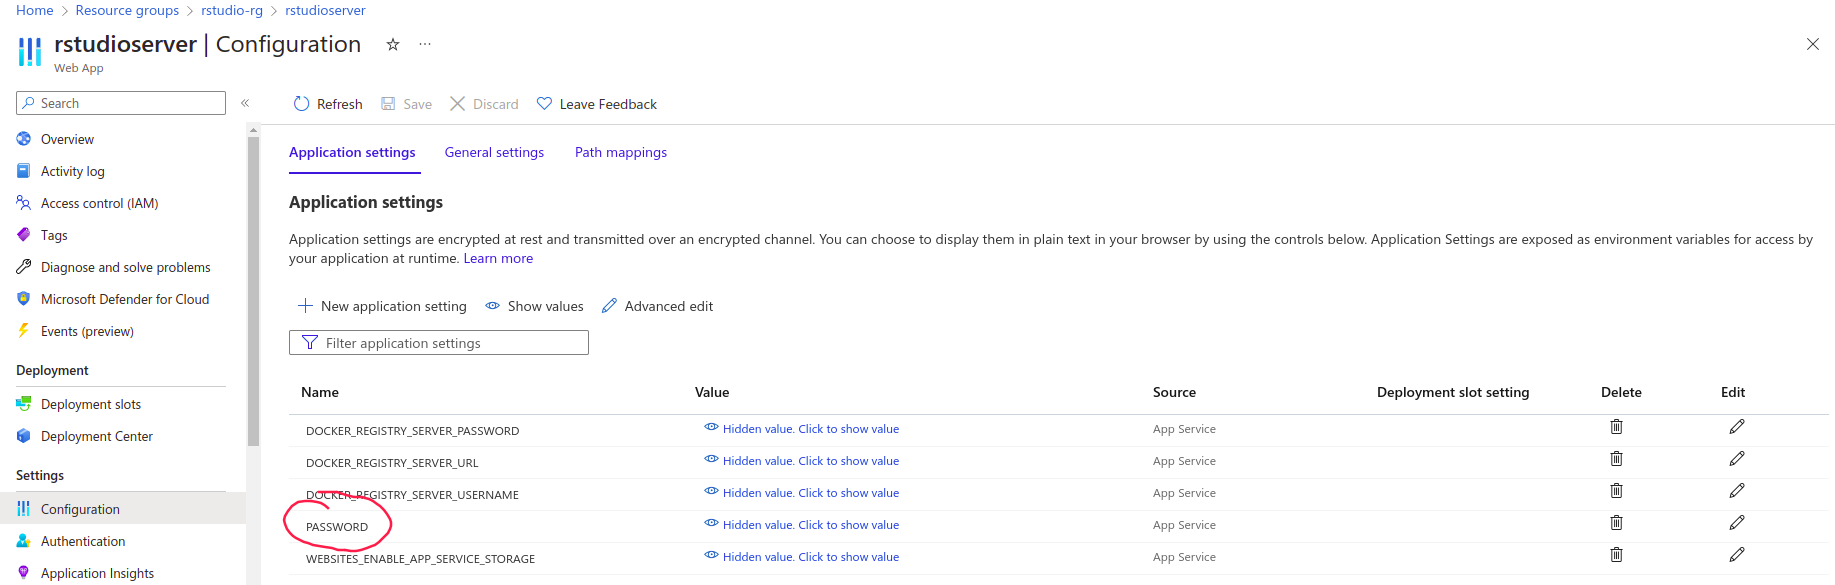 Home > Resource groups > rstudio-rg > rstudioserver
rstudioserver | Configuration
Web App
Search
Refresh
Save
Discard
Leave Feedback
Overview
Activity log
Access control (IAM)
Tags
Diagnose and solve problems
Microsoft Defender for Cloud
Events (preview)
Deployment
Deployment slots
Deployment Center
Settings
Configuration
Authentication
Application Insights
Application settings
General settings
Path mappings
Application settings
Application settings are encrypted at rest and transmitted over an encrypted channel. You can choose to display them in plain text in your browser by using the controls below. Application Settings are exposed as environment variables for access by
your application at runtime. Learn more
New application setting
Show values
Advanced edit
Filter application settings
Name Value Source Deployment slot setting Delete Edit
DOCKER_REGISTRY_SERVER_PASSWORD Hidden value. Click to show value App Service
DOCKER_REGISTRY_SERVER_URL Hidden value. Click to show value App Service
DOCKER_REGISTRY_SERVER_USERNAME Hidden value. Click to show value App Service
PASSWORD Hidden value. Click to show value App Service
WEBSITES_ENABLE_APP_SERVICE_STORAGE Hidden value. Click to show value App Service